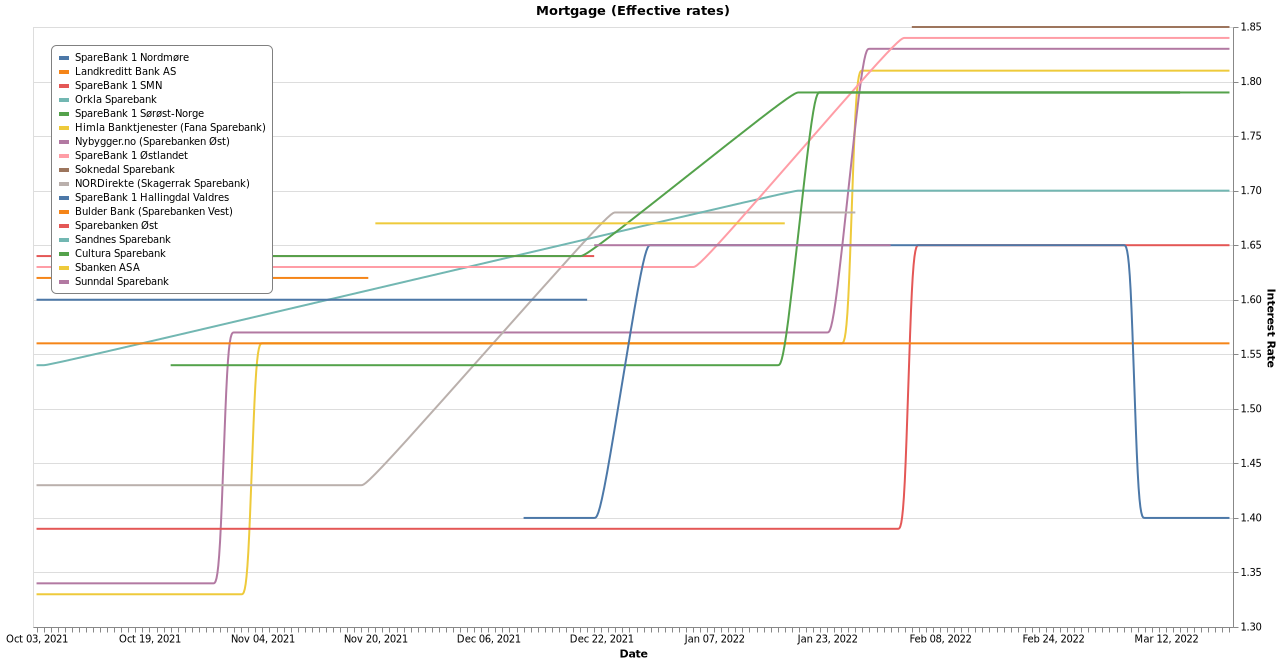 Mortgage (Effective rates)
SpareBank 1 Nordmøre
Landkreditt Bank AS
SpareBank 1 SMN
Orkla Sparebank
SpareBank 1 Sørøst-Norge
Himla Banktjenester (Fana Sparebank)
Nybygger.no (Sparebanken Øst)
SpareBank 1 Østlandet
Soknedal Sparebank
NORDirekte (Skagerrak Sparebank)
SpareBank 1 Hallingdal Valdres
Bulder Bank (Sparebanken Vest)
Sparebanken Øst
Sandnes Sparebank
Cultura Sparebank
Sbanken ASA
Sunndal Sparebank
1.85
1.80
1.75
1.70
1.65
1.60
1.55
1.50
1.45
1.40
1.35
1.30
Interest Rate
Oct 03, 2021 Oct 19, 2021 Nov 04, 2021 Nov 20, 2021 Dec 06, 2021 Dec 22, 2021 Jan 07, 2022 Jan 23, 2022 Feb 08, 2022 Feb 24, 2022 Mar 12, 2022
Date